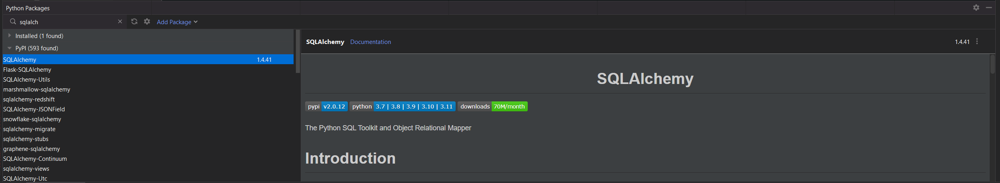 Python Packages
sqlalch
Add Package
Installed (1 found)
PyPI (593 found)
SQLAlchemy 1.4.41
Flask-SQLAlchemy
SQLAlchemy-Utils
marshmallow-sqlalchemy
sqlalchemy-redshift
SQLAlchemy-JSONField
snowflake-sqlalchemy
sqlalchemy-migrate
sqlalchemy-stubs
graphene-sqlalchemy
SQLAlchemy-Continuum
sqlalchemy-views
SQLAlchemy-Utc
SQLAlchemy Documentation 1.4.41
SQLAlchemy
pypi v2.0.12 python 3.7 | 3.8 | 3.9 | 3.10 | 3.11 downloads 70M/month
The Python SQL Toolkit and Object Relational Mapper
Introduction